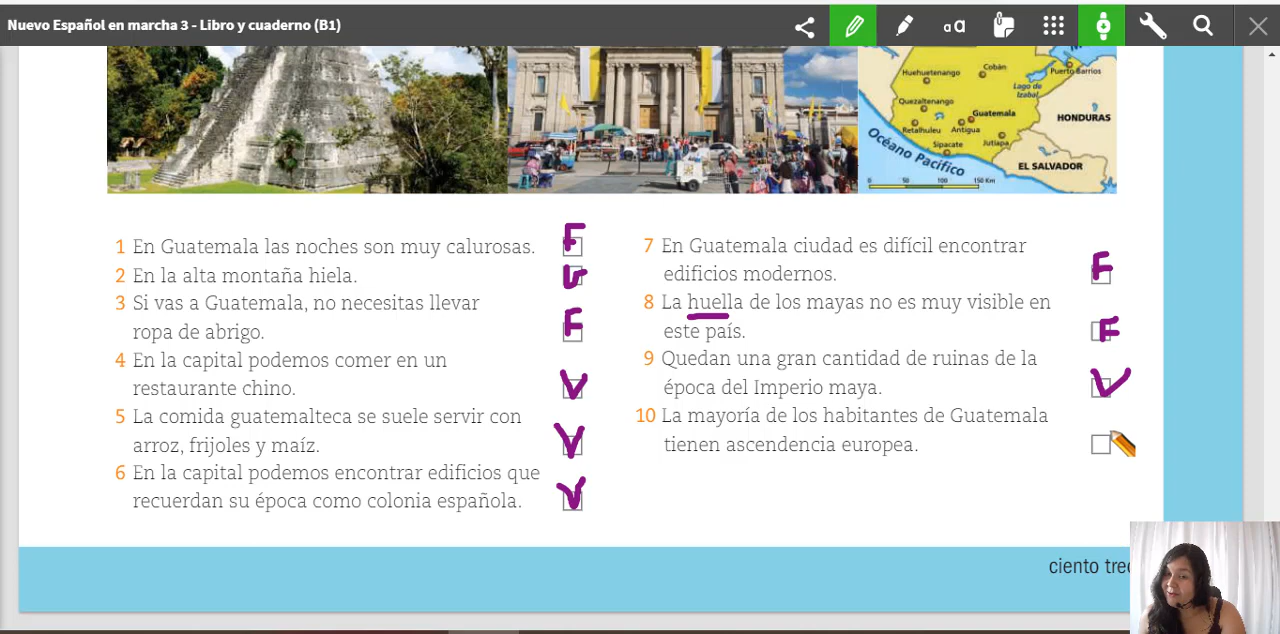 Nuevo Español en marcha 3 - Libro y cuaderno (B1)
aA
Huehuetenango
Cobán
Puerto Barrios
Lago de
Izabal
Quezaltenango
Guatemala
HONDURAS
Retalhuleu
Antigua
Jutiapa
Sipacate
Océano Pacífico
EL SALVADOR
0 50 100 150 Km
1 En Guatemala las noches son muy calurosas. F
2 En la alta montaña hiela. V
3 Si vas a Guatemala, no necesitas llevar
ropa de abrigo. F
4 En la capital podemos comer en un
restaurante chino. V
5 La comida guatemalteca se suele servir con
arroz, frijoles y maíz. V
6 En la capital podemos encontrar edificios que
recuerdan su época como colonia española. V
7 En Guatemala ciudad es difícil encontrar
edificios modernos. F
8 La huella de los mayas no es muy visible en
este país. F
9 Quedan una gran cantidad de ruinas de la
época del Imperio maya. V
10 La mayoría de los habitantes de Guatemala
tienen ascendencia europea.
ciento